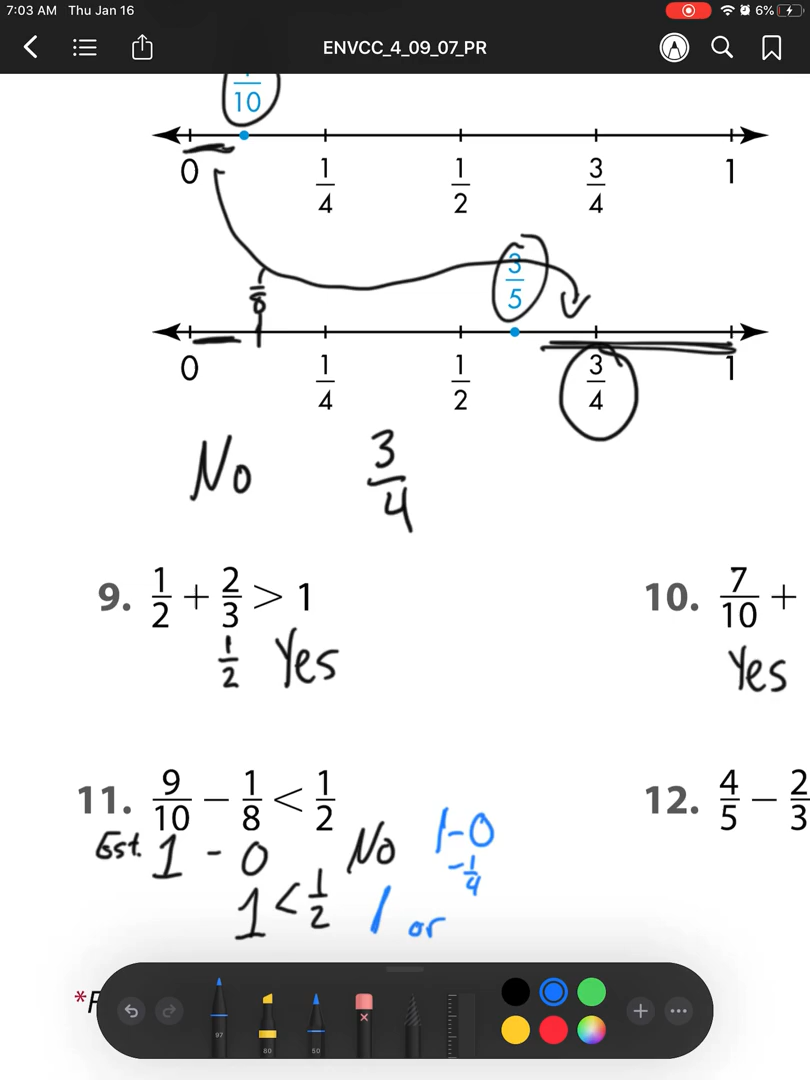 7:03 AM Thu Jan 16 6%
ENVCC_4_09_07_PR
10
0 1/4 1/2 3/4 1
3/5
1/8
0 1/4 1/2 3/4 1
No 3/4
9. 1/2 + 2/3 > 1 10. 7/10 +
1/2 Yes Yes
11. 9/10 − 1/8 < 1/2 12. 4/5 − 2/3
Est. 1 - 0 No 1-0
-1/4
1 < 1/2 1 or
*
97 80 50